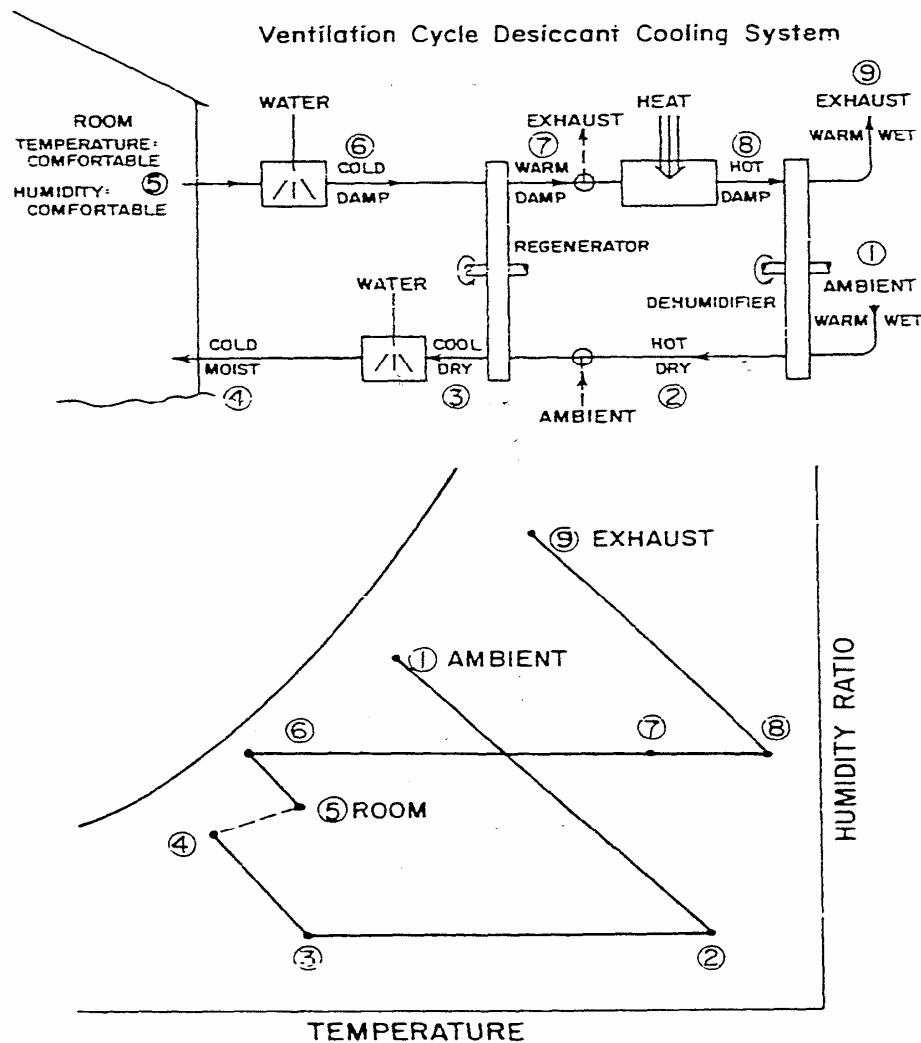 Ventilation Cycle Desiccant Cooling System
ROOM
TEMPERATURE:
COMFORTABLE
HUMIDITY:
COMFORTABLE
⑤
WATER
⑥
COLD
DAMP
EXHAUST
⑦
WARM
DAMP
HEAT
⑧
HOT
DAMP
⑨
EXHAUST
WARM WET
REGENERATOR
DEHUMIDIFIER
①
AMBIENT
WARM WET
WATER
COLD
MOIST
④
COOL
DRY
③
AMBIENT
HOT
DRY
②
⑨ EXHAUST
① AMBIENT
⑥
⑦
⑧
⑤ ROOM
④
③
②
HUMIDITY RATIO
TEMPERATURE